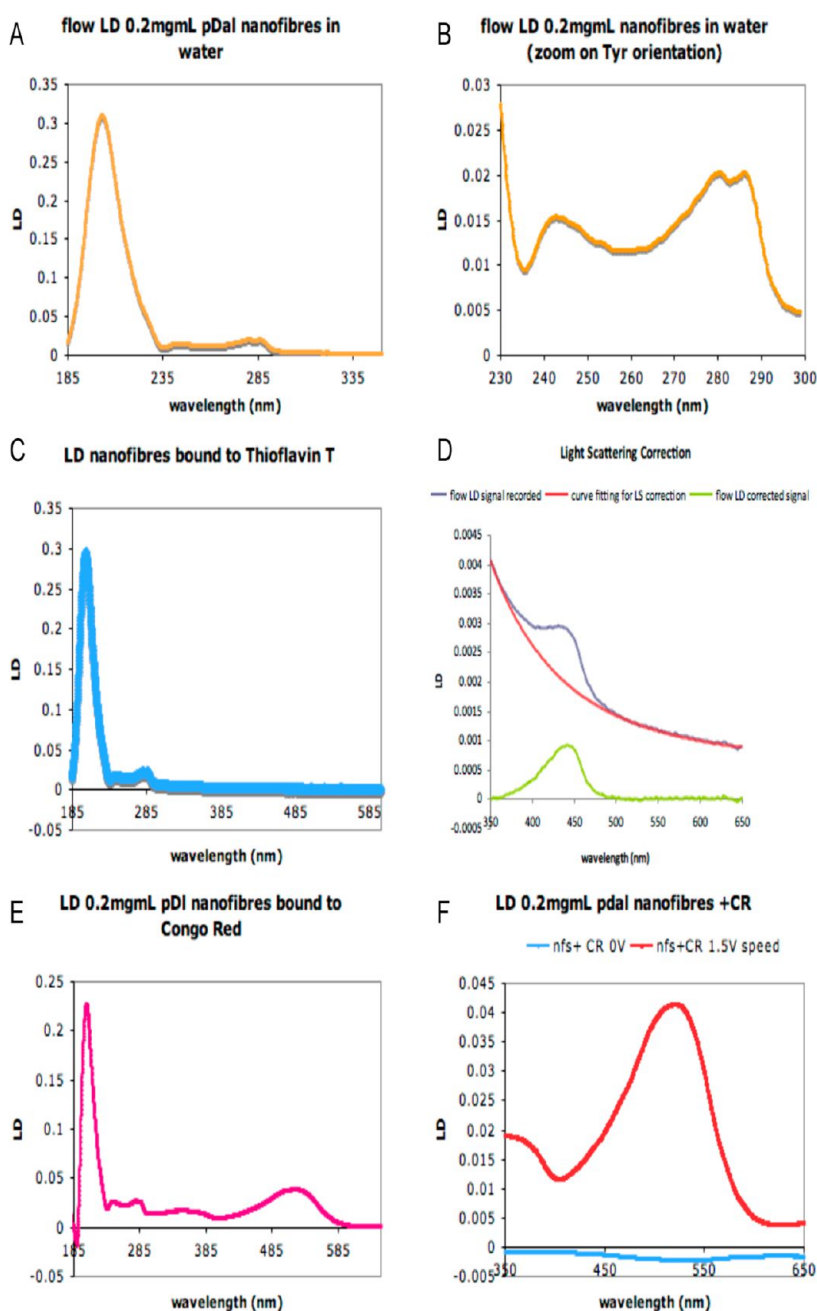 A
flow LD 0.2mgmL pDal nanofibres in
water
0.35
0.3
0.25
0.2
0.15
0.1
0.05
0
LD
185
235
285
335
wavelength (nm)
B
flow LD 0.2mgmL nanofibres in water
(zoom on Tyr orientation)
0.03
0.025
0.02
0.015
0.01
0.005
0
LD
230
240
250
260
270
280
290
300
wavelength (nm)
C
LD nanofibres bound to Thioflavin T
0.35
0.3
0.25
0.2
0.15
0.1
0.05
0
-0.05
LD
185
285
385
485
585
wavelength (nm)
D
Light Scattering Correction
flow LD signal recorded
curve fitting for LS correction
flow LD corrected signal
0.0045
0.004
0.0035
0.003
0.0025
0.002
0.0015
0.001
0.0005
0
-0.0005
LD
350
400
450
500
550
600
650
wavelength (nm)
E
LD 0.2mgmL pDl nanofibres bound to
Congo Red
0.25
0.2
0.15
0.1
0.05
0
-0.05
LD
185
285
385
485
585
wavelength (nm)
F
LD 0.2mgmL pdal nanofibres +CR
nfs+ CR 0V
nfs+CR 1.5V speed
0.045
0.04
0.035
0.03
0.025
0.02
0.015
0.01
0.005
0
-0.005
LD
350
450
550
650
wavelength (nm)